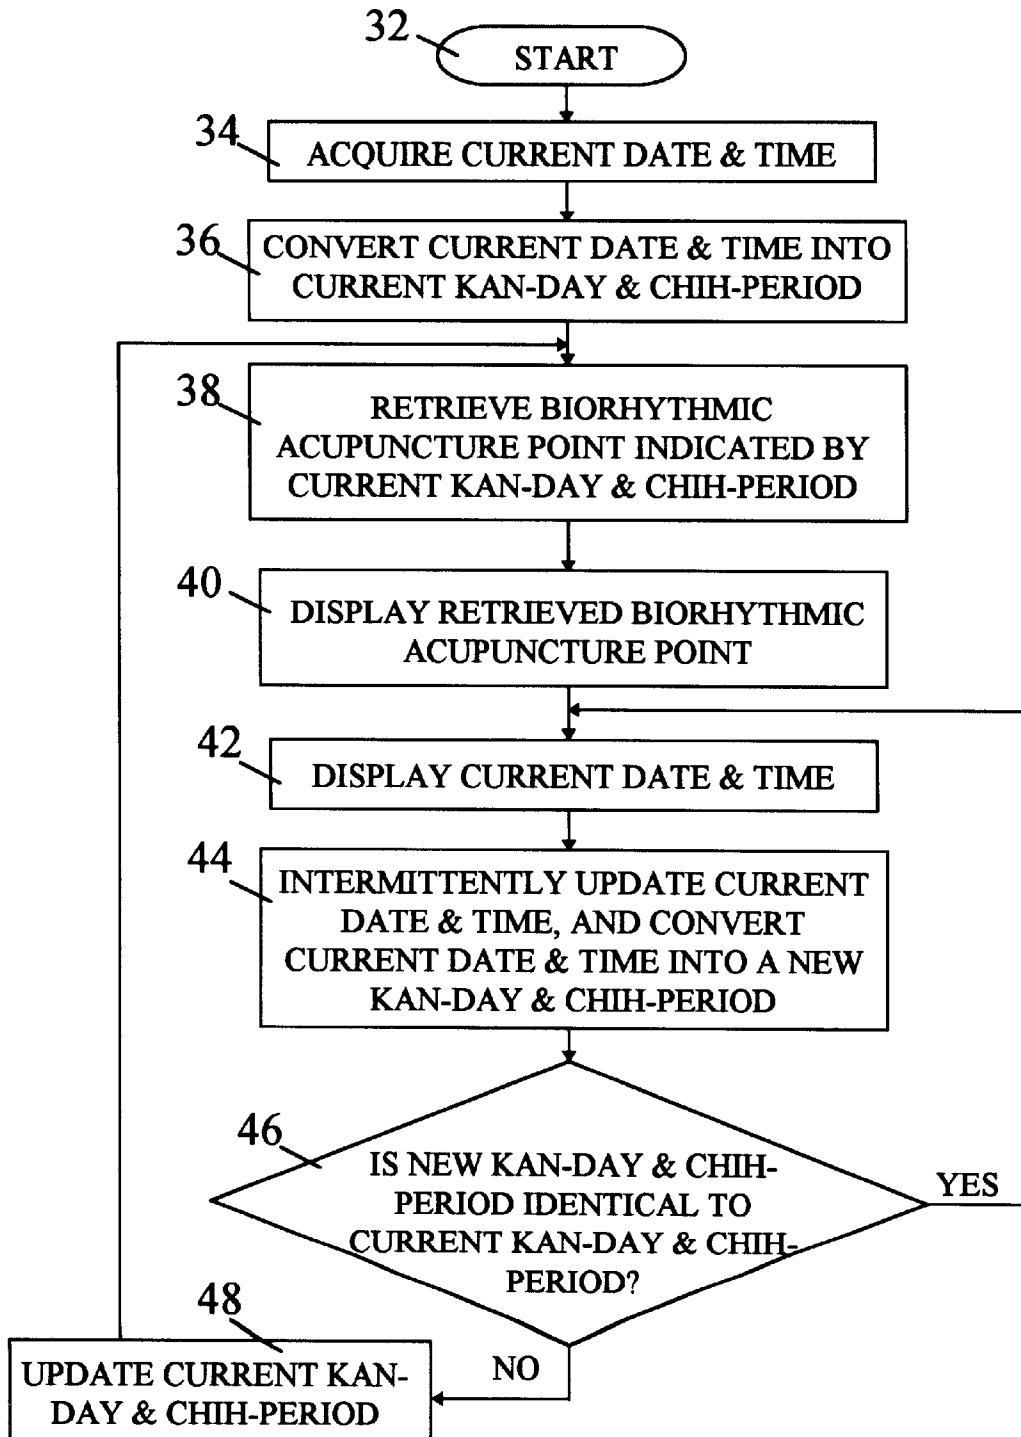 32
START
34
ACQUIRE CURRENT DATE & TIME
36
CONVERT CURRENT DATE & TIME INTO
CURRENT KAN-DAY & CHIH-PERIOD
38
RETRIEVE BIORHYTHMIC
ACUPUNCTURE POINT INDICATED BY
CURRENT KAN-DAY & CHIH-PERIOD
40
DISPLAY RETRIEVED BIORHYTHMIC
ACUPUNCTURE POINT
42
DISPLAY CURRENT DATE & TIME
44
INTERMITTENTLY UPDATE CURRENT
DATE & TIME, AND CONVERT
CURRENT DATE & TIME INTO A NEW
KAN-DAY & CHIH-PERIOD
46
IS NEW KAN-DAY & CHIH-
PERIOD IDENTICAL TO
CURRENT KAN-DAY & CHIH-
PERIOD?
YES
NO
48
UPDATE CURRENT KAN-
DAY & CHIH-PERIOD